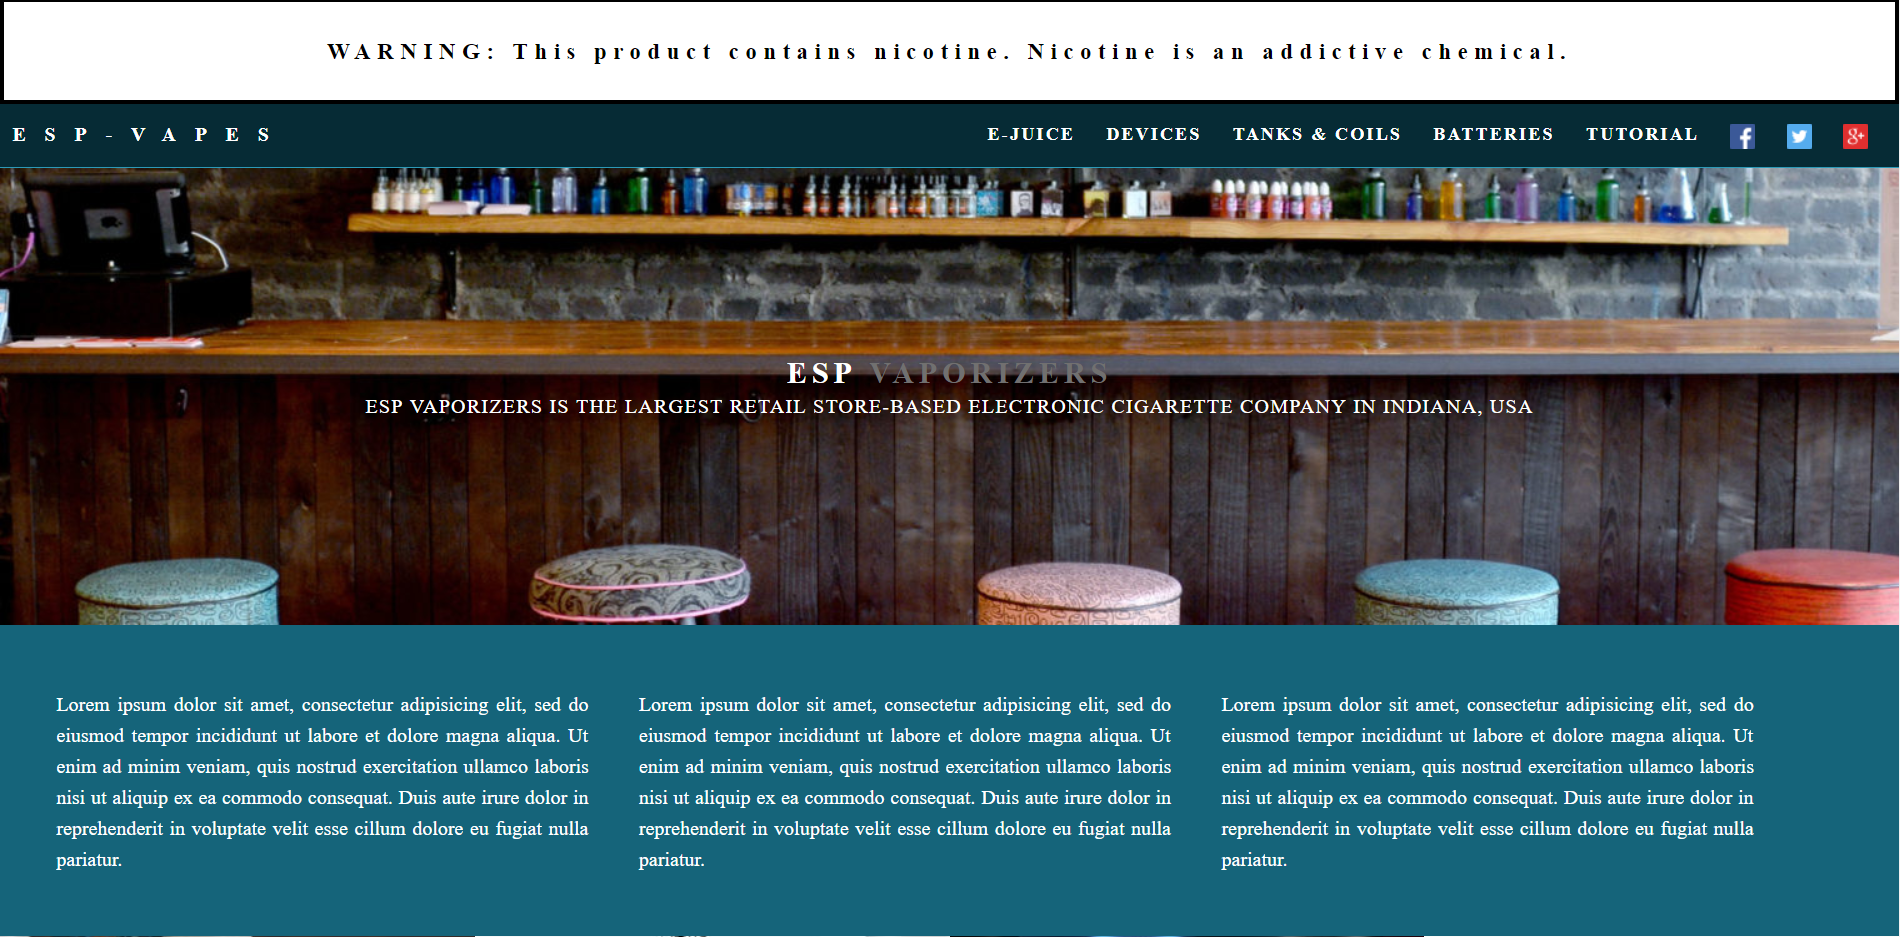 WARNING: This product contains nicotine. Nicotine is an addictive chemical.
ESP-VAPES
E-JUICE DEVICES TANKS & COILS BATTERIES TUTORIAL f g+
ESP VAPORIZERS
ESP VAPORIZERS IS THE LARGEST RETAIL STORE-BASED ELECTRONIC CIGARETTE COMPANY IN INDIANA, USA
Lorem ipsum dolor sit amet, consectetur adipisicing elit, sed do
eiusmod tempor incididunt ut labore et dolore magna aliqua. Ut
enim ad minim veniam, quis nostrud exercitation ullamco laboris
nisi ut aliquip ex ea commodo consequat. Duis aute irure dolor in
reprehenderit in voluptate velit esse cillum dolore eu fugiat nulla
pariatur.
Lorem ipsum dolor sit amet, consectetur adipisicing elit, sed do
eiusmod tempor incididunt ut labore et dolore magna aliqua. Ut
enim ad minim veniam, quis nostrud exercitation ullamco laboris
nisi ut aliquip ex ea commodo consequat. Duis aute irure dolor in
reprehenderit in voluptate velit esse cillum dolore eu fugiat nulla
pariatur.
Lorem ipsum dolor sit amet, consectetur adipisicing elit, sed do
eiusmod tempor incididunt ut labore et dolore magna aliqua. Ut
enim ad minim veniam, quis nostrud exercitation ullamco laboris
nisi ut aliquip ex ea commodo consequat. Duis aute irure dolor in
reprehenderit in voluptate velit esse cillum dolore eu fugiat nulla
pariatur.